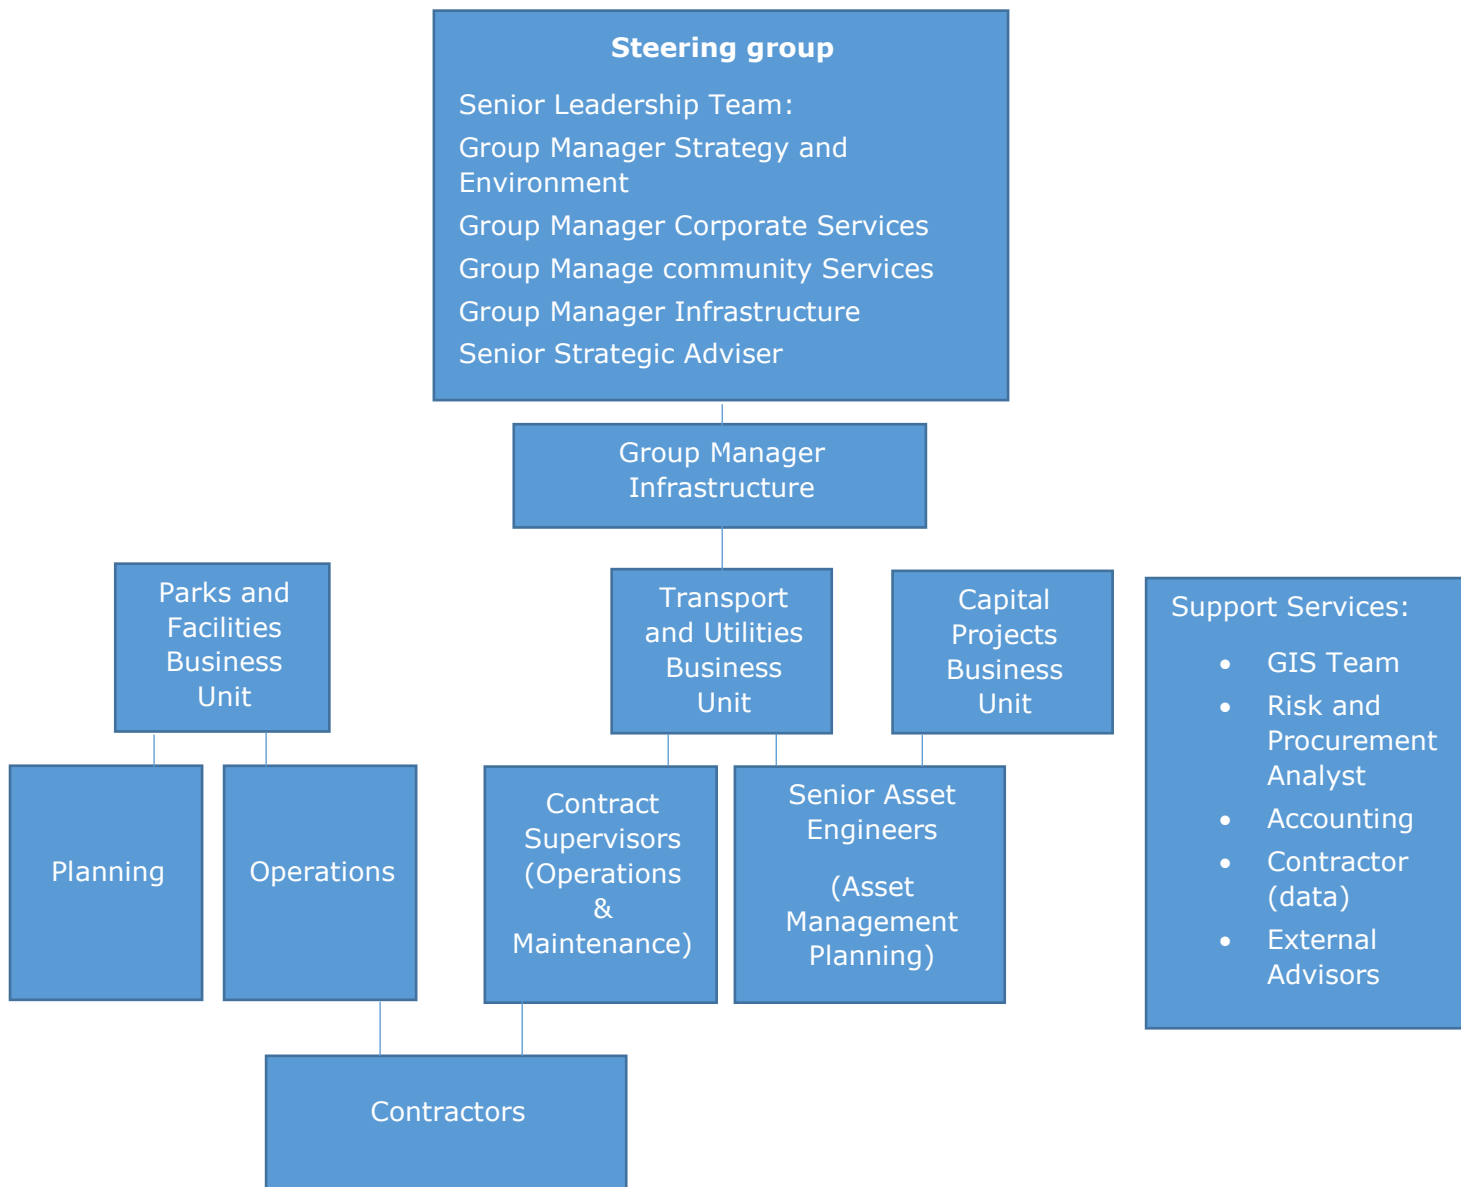 Steering group
Senior Leadership Team:
Group Manager Strategy and
Environment
Group Manager Corporate Services
Group Manage community Services
Group Manager Infrastructure
Senior Strategic Adviser
Group Manager
Infrastructure
Parks and
Facilities
Business
Unit
Transport
and Utilities
Business
Unit
Capital
Projects
Business
Unit
Support Services:
• GIS Team
• Risk and
Procurement
Analyst
• Accounting
• Contractor
(data)
• External
Advisors
Planning
Operations
Contract
Supervisors
(Operations
&
Maintenance)
Senior Asset
Engineers
(Asset
Management
Planning)
Contractors